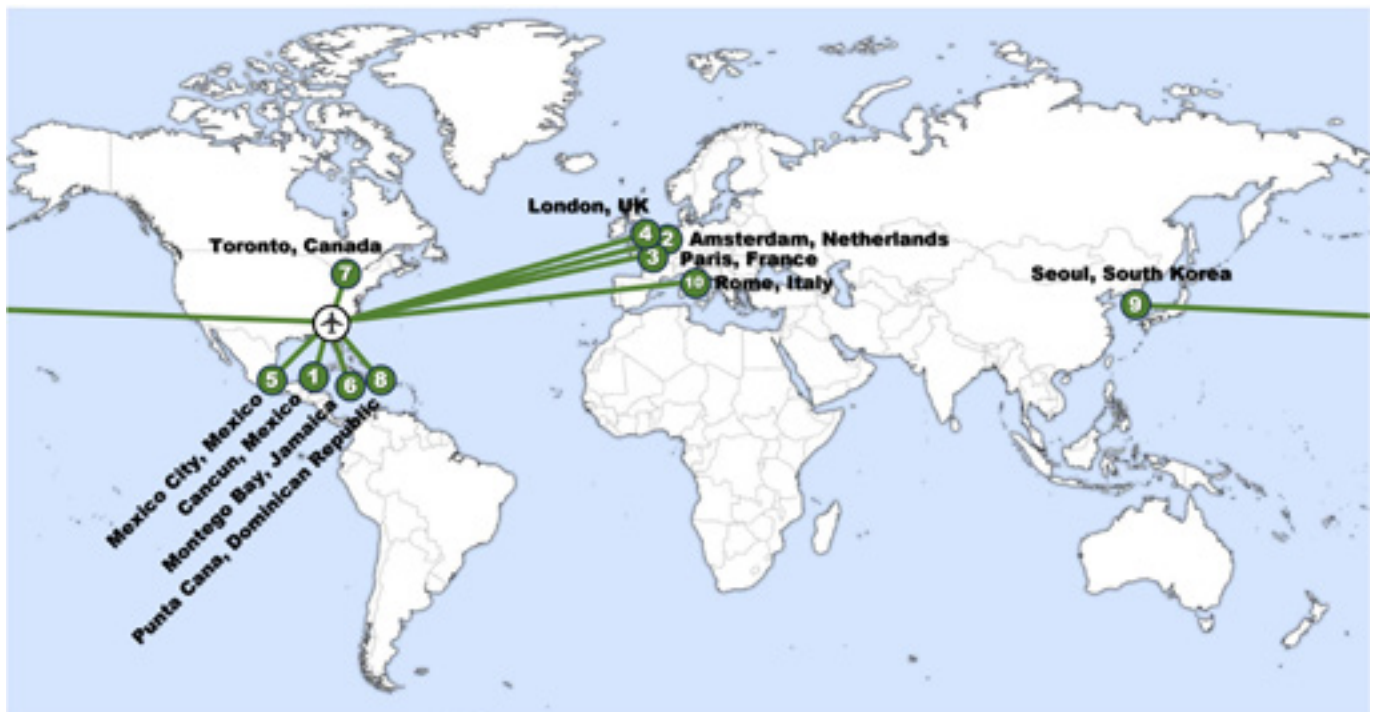 London, UK
4
2
Amsterdam, Netherlands
Toronto, Canada
3
Paris, France
7
Seoul, South Korea
10
Rome, Italy
9
5
1
6
8
Mexico City, Mexico
Cancun, Mexico
Montego Bay, Jamaica
Punta Cana, Dominican Republic